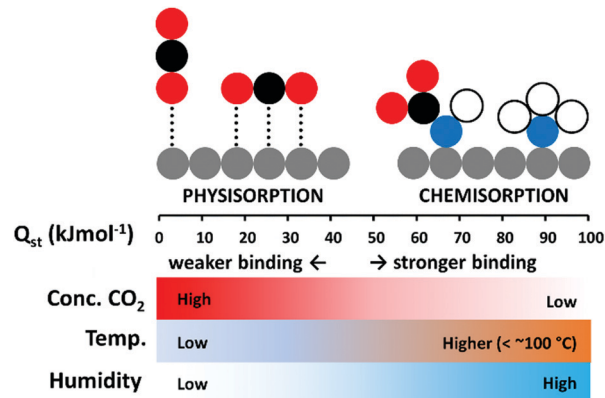 PHYSISORPTION CHEMISORPTION
Qst (kJmol-1) 0 10 20 30 40 50 60 70 80 90 100
weaker binding ← → stronger binding
Conc. CO2 High Low
Temp. Low Higher (< ~100 °C)
Humidity Low High